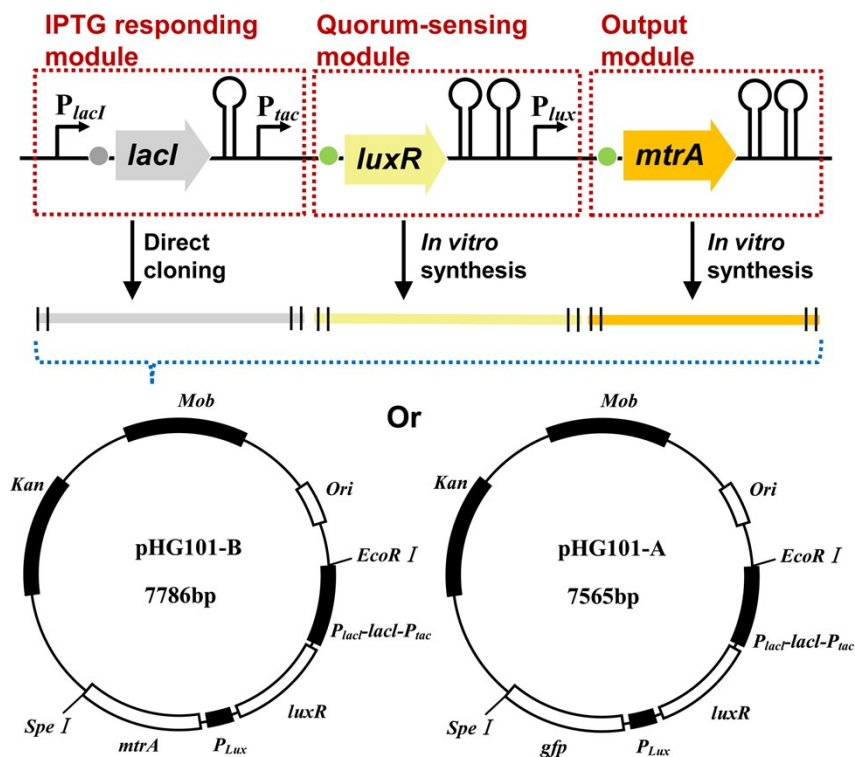 IPTG responding
module
Quorum-sensing
module
Output
module
PlacI
lacI
Ptac
luxR
Plux
mtrA
Direct
cloning
In vitro
synthesis
In vitro
synthesis
Or
Mob
Kan
Ori
pHG101-B
7786bp
EcoR I
PlacI-lacI-Ptac
luxR
PLux
mtrA
Spe I
Mob
Kan
Ori
pHG101-A
7565bp
EcoR I
PlacI-lacI-Ptac
luxR
PLux
gfp
Spe I